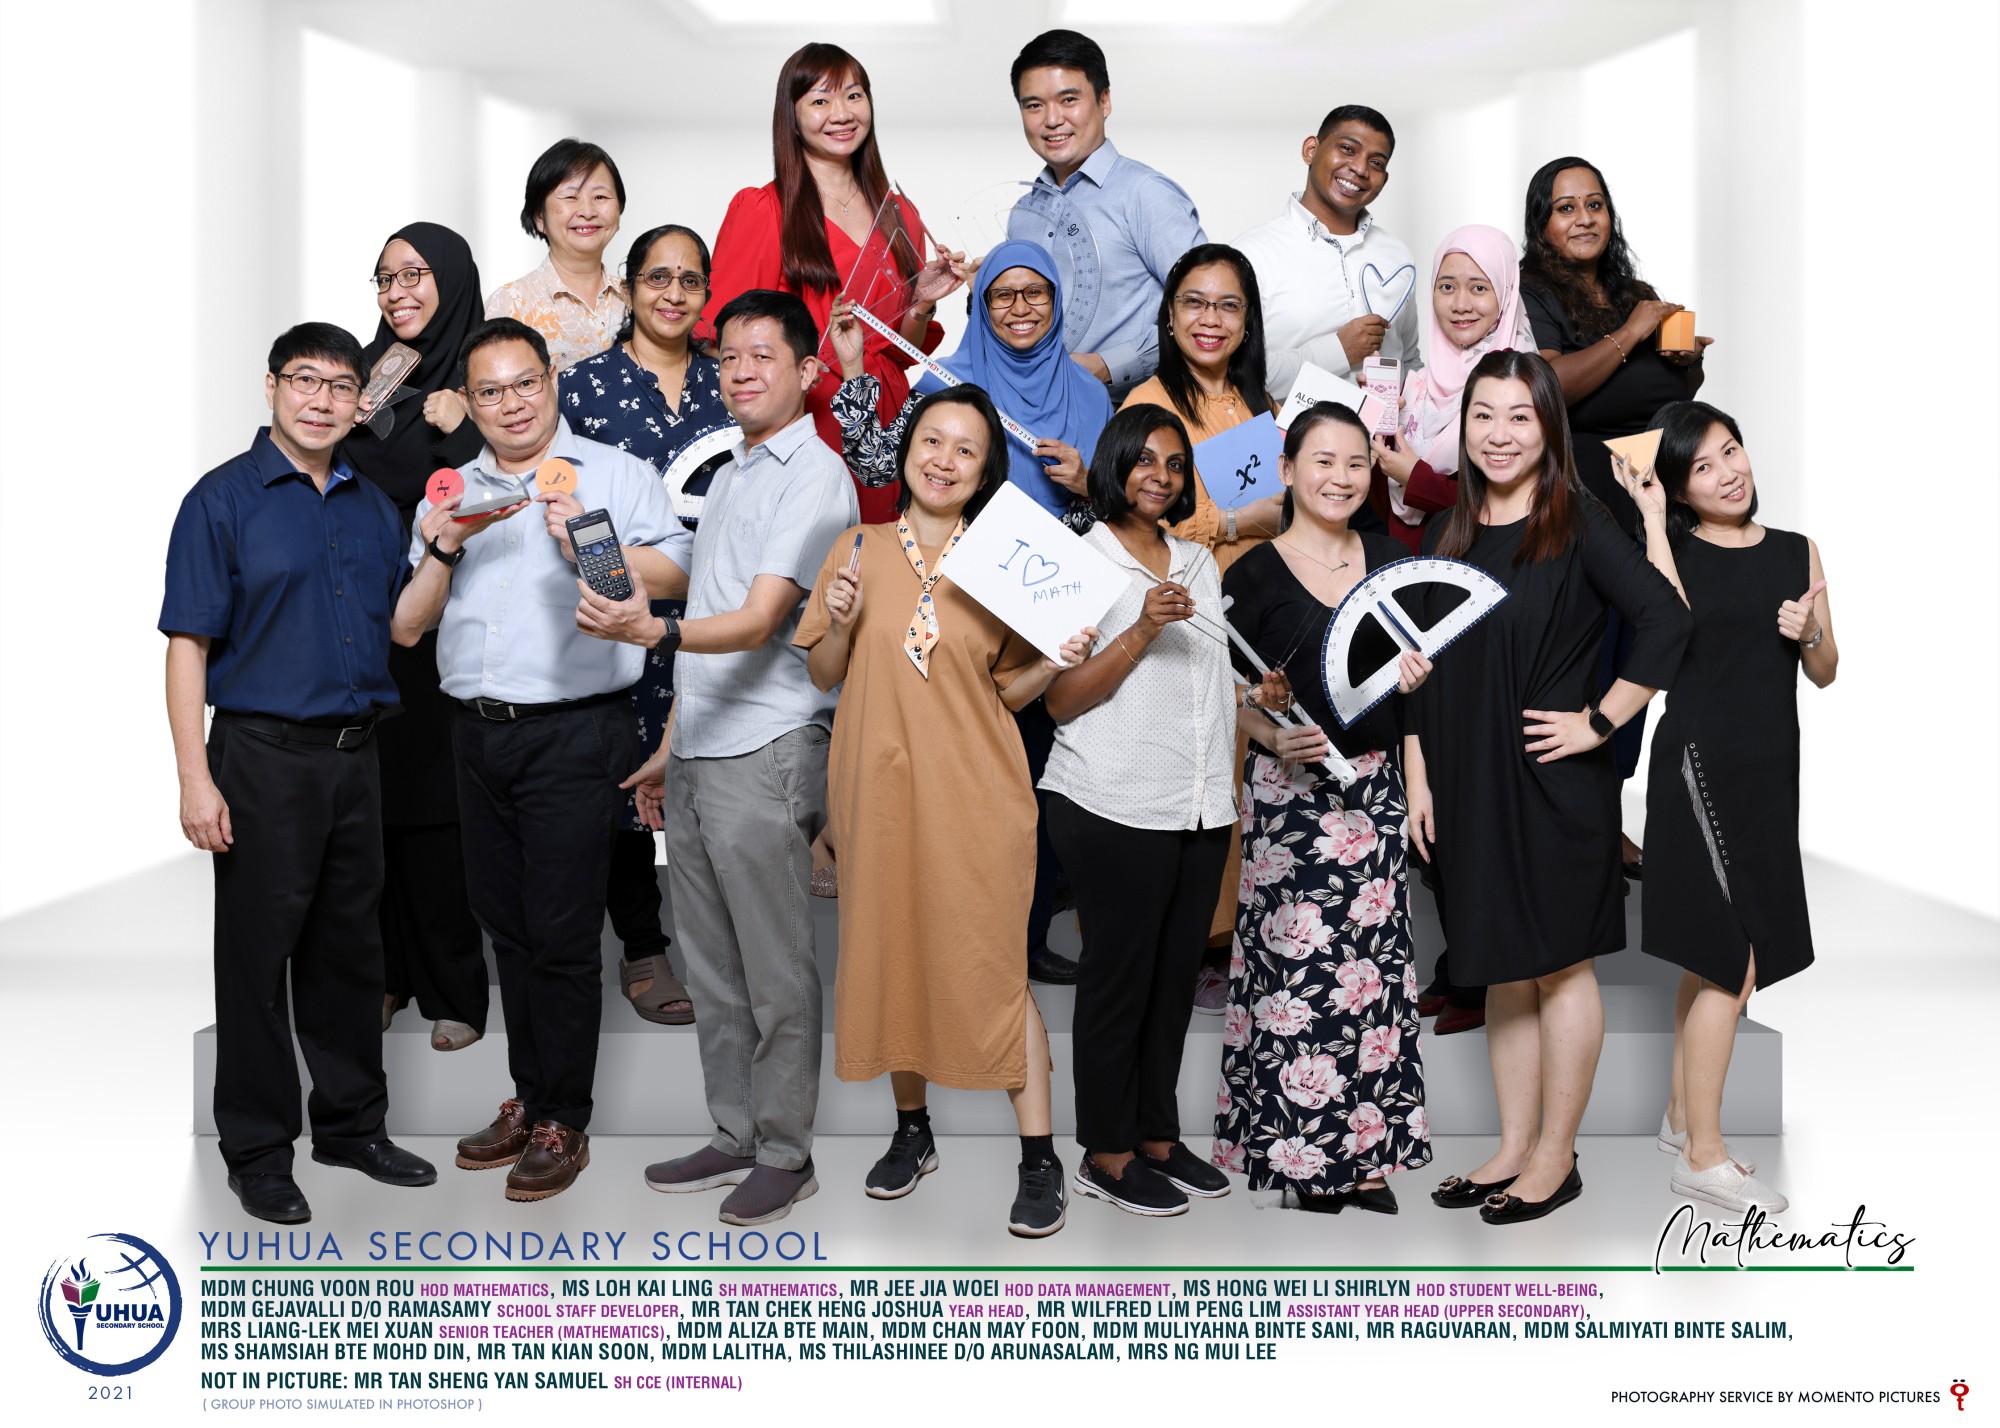 ALG
x²
I ♡
MATH
YUHUA SECONDARY SCHOOL
Mathematics
MDM CHUNG VOON ROU HOD MATHEMATICS, MS LOH KAI LING SH MATHEMATICS, MR JEE JIA WOEI HOD DATA MANAGEMENT, MS HONG WEI LI SHIRLYN HOD STUDENT WELL-BEING,
MDM GEJAVALLI D/O RAMASAMY SCHOOL STAFF DEVELOPER, MR TAN CHEK HENG JOSHUA YEAR HEAD, MR WILFRED LIM PENG LIM ASSISTANT YEAR HEAD (UPPER SECONDARY),
MRS LIANG-LEK MEI XUAN SENIOR TEACHER (MATHEMATICS), MDM ALIZA BTE MAIN, MDM CHAN MAY FOON, MDM MULIYAHNA BINTE SANI, MR RAGUVARAN, MDM SALMIYATI BINTE SALIM,
MS SHAMSIAH BTE MOHD DIN, MR TAN KIAN SOON, MDM LALITHA, MS THILASHINEE D/O ARUNASALAM, MRS NG MUI LEE
NOT IN PICTURE: MR TAN SHENG YAN SAMUEL SH CCE (INTERNAL)
( GROUP PHOTO SIMULATED IN PHOTOSHOP )
YUHUA
SECONDARY SCHOOL
2021
PHOTOGRAPHY SERVICE BY MOMENTO PICTURES